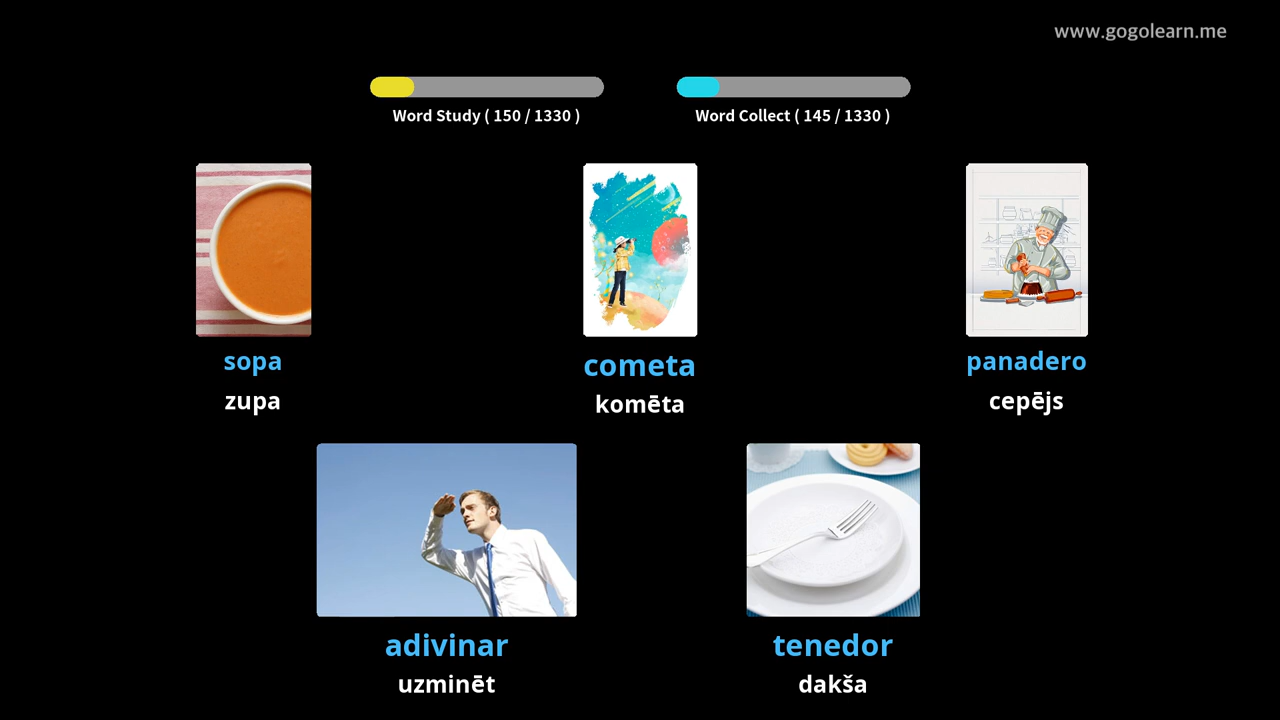 www.gogolearn.me
Word Study ( 150 / 1330 )
Word Collect ( 145 / 1330 )
sopa
zupa
cometa
komēta
panadero
cepējs
adivinar
uzminēt
tenedor
dakša